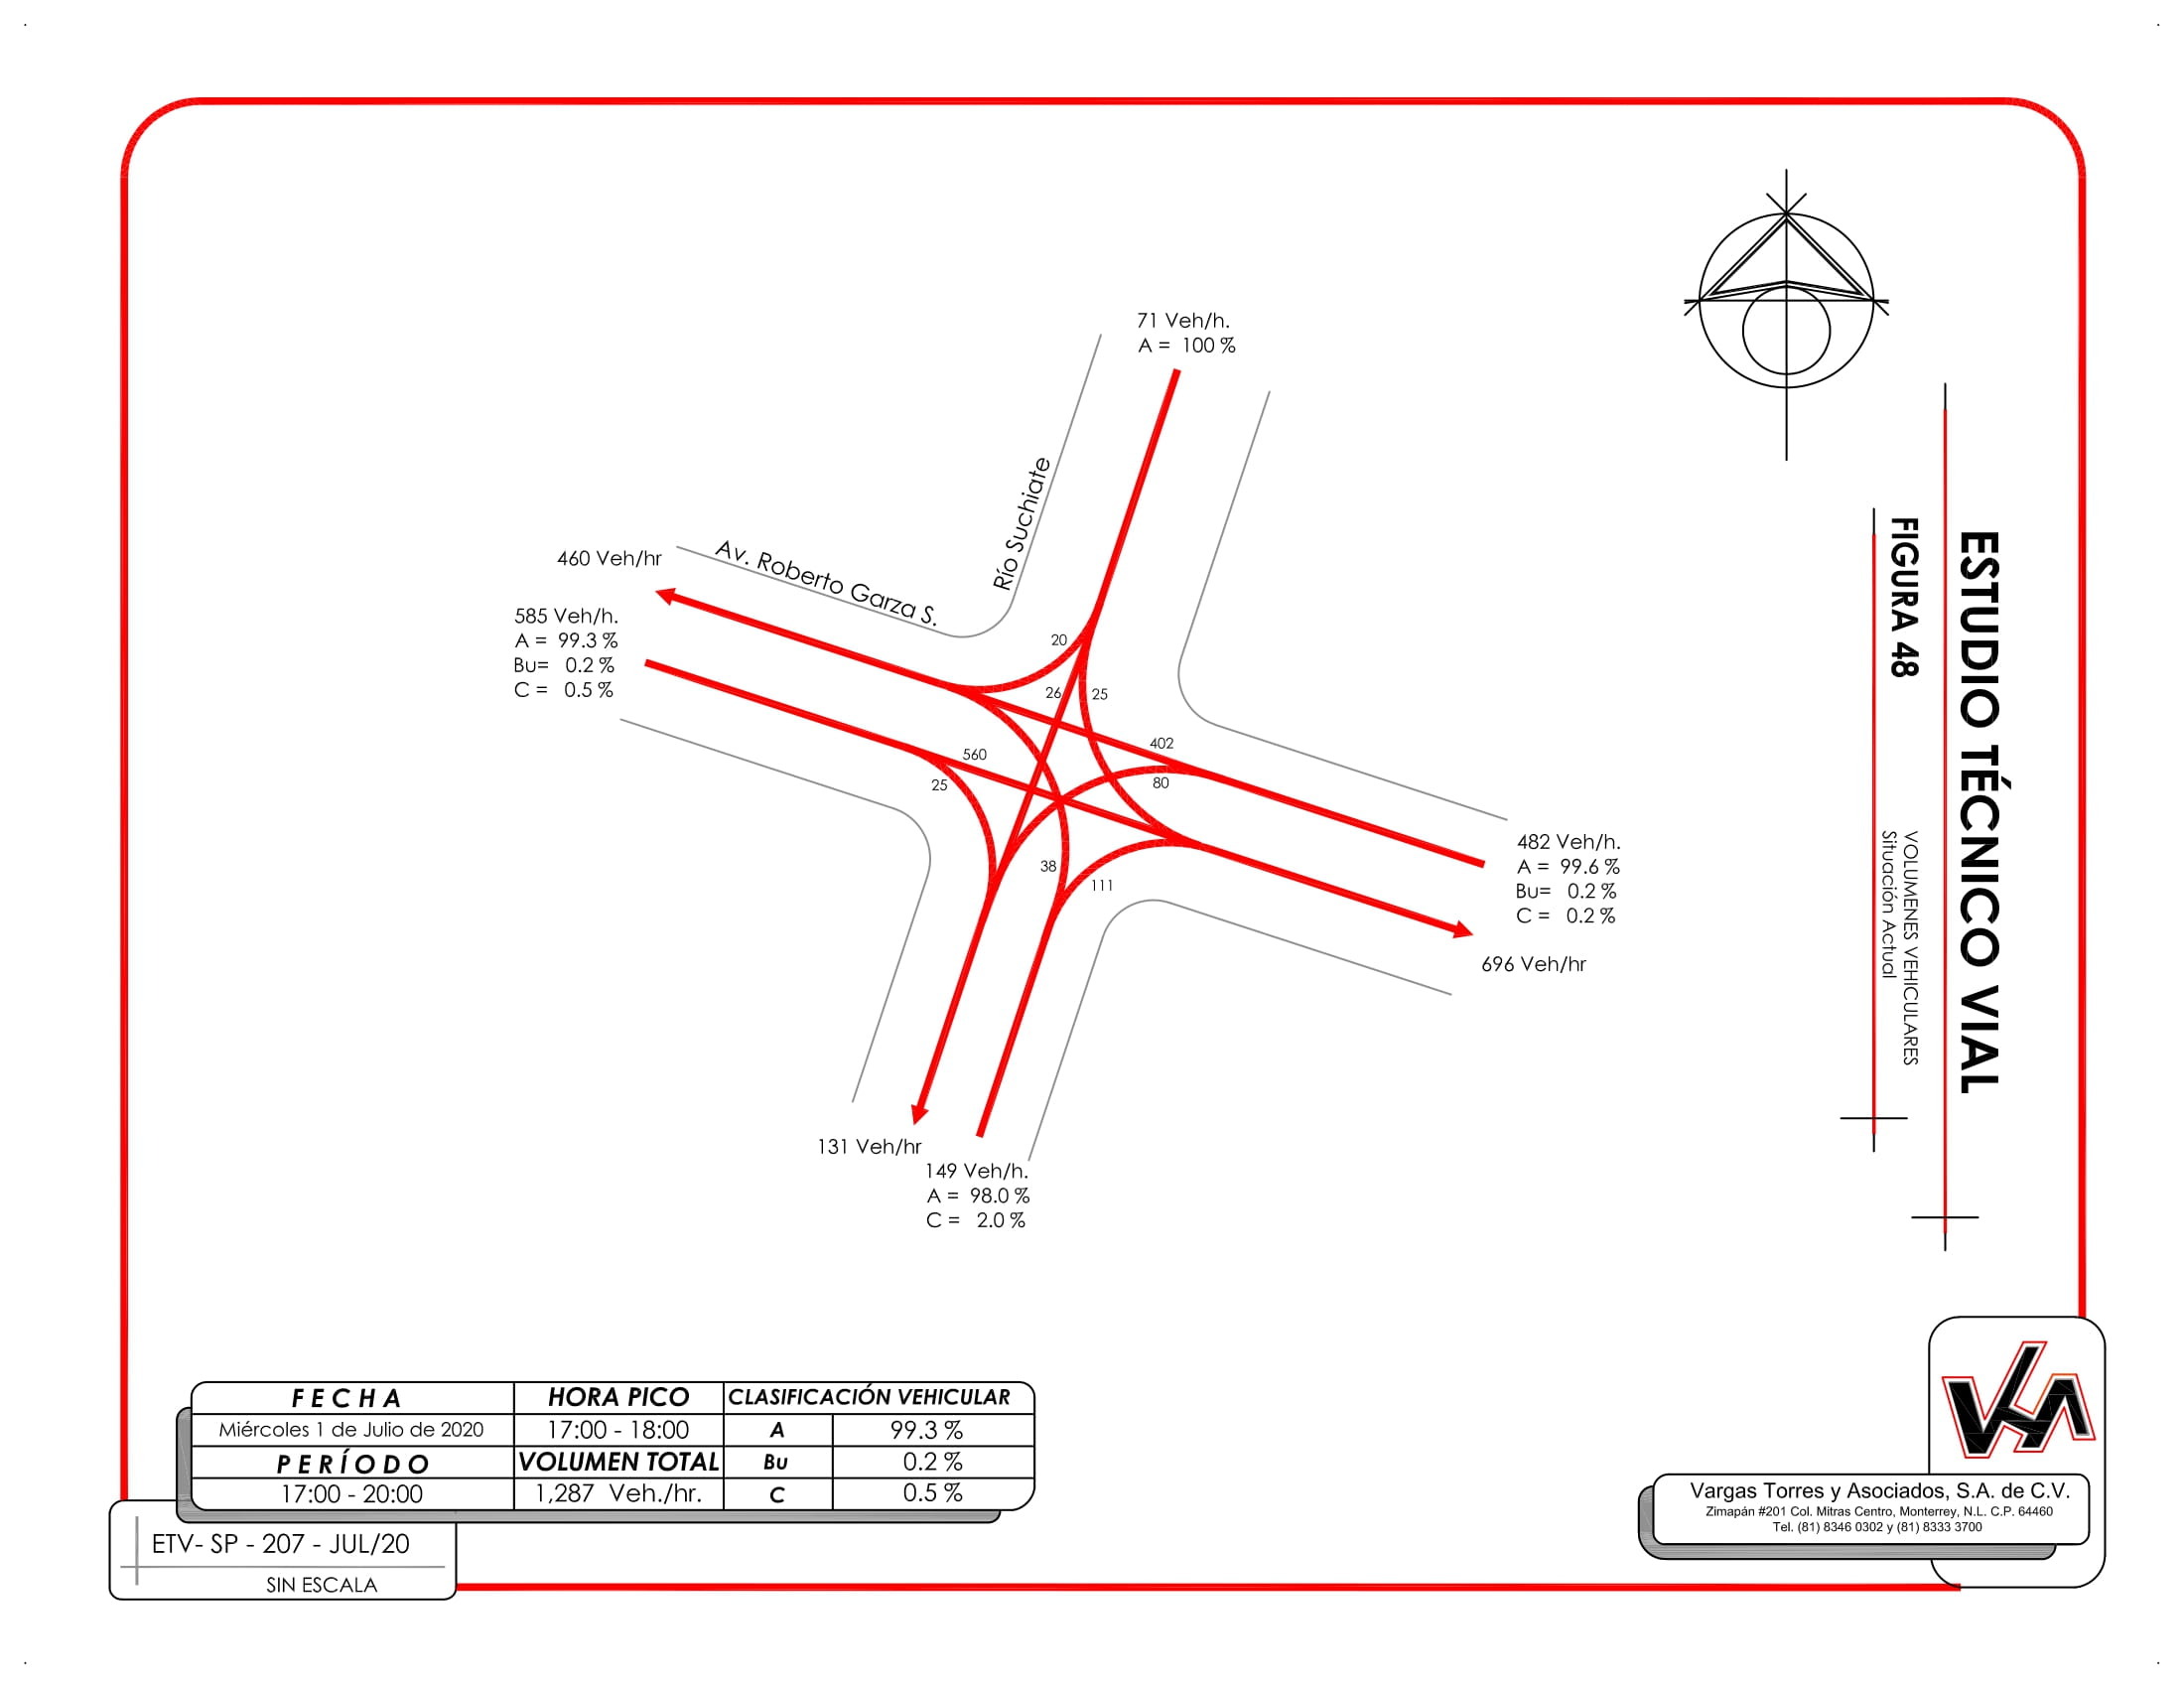 71 Veh/h.
A = 100 %
Río Suchiate
Av. Roberto Garza S.
460 Veh/hr
585 Veh/h.
A = 99.3 %
Bu= 0.2 %
C = 0.5 %
20
26
25
402
80
560
25
38
111
482 Veh/h.
A = 99.6 %
Bu= 0.2 %
C = 0.2 %
696 Veh/hr
131 Veh/hr
149 Veh/h.
A = 98.0 %
C = 2.0 %
ESTUDIO TÉCNICO VIAL
FIGURA 48
VOLUMENES VEHICULARES
Situación Actual
FECHA HORA PICO CLASIFICACIÓN VEHICULAR
Miércoles 1 de Julio de 2020 17:00 - 18:00 A 99.3 %
PERÍODO VOLUMEN TOTAL Bu 0.2 %
17:00 - 20:00 1,287 Veh./hr. C 0.5 %
ETV- SP - 207 - JUL/20
SIN ESCALA
Vargas Torres y Asociados, S.A. de C.V.
Zimapán #201 Col. Mitras Centro, Monterrey, N.L. C.P. 64460
Tel. (81) 8346 0302 y (81) 8333 3700